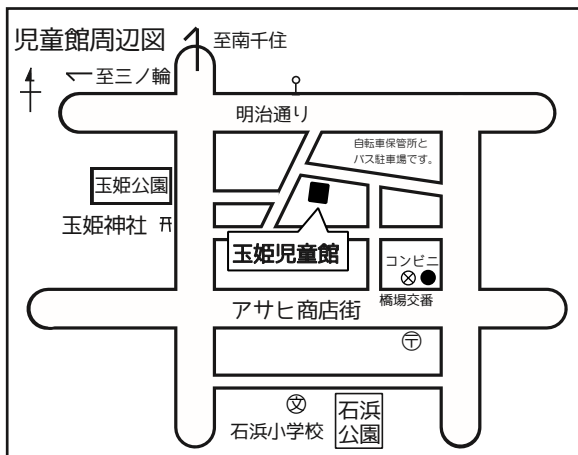 児童館周辺図
至南千住
至三ノ輪
明治通り
自転車保管所と
バス駐車場です。
玉姫公園
玉姫神社
玉姫児童館
コンビニ
橋場交番
アサヒ商店街
〒
文
石浜小学校
石浜
公園